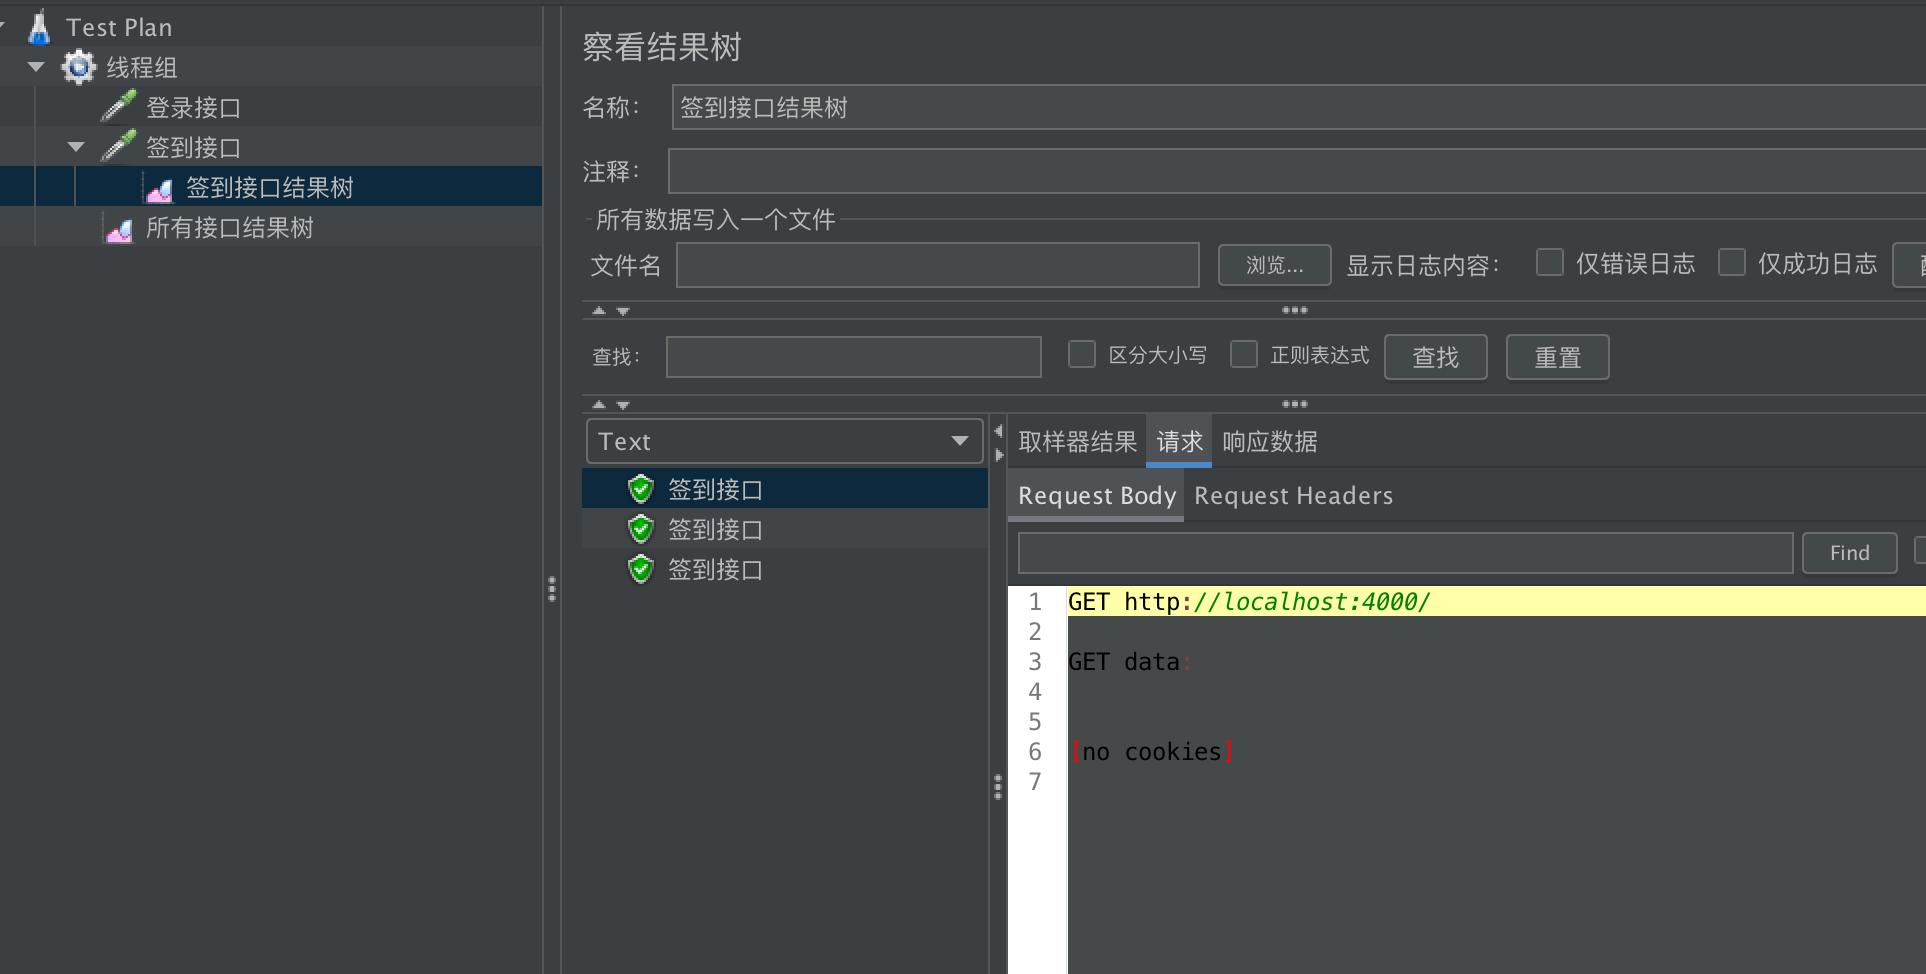 Test Plan
线程组
登录接口
签到接口
签到接口结果树
所有接口结果树
察看结果树
名称：
签到接口结果树
注释：
所有数据写入一个文件
文件名
浏览...
显示日志内容：
仅错误日志
仅成功日志
查找：
区分大小写
正则表达式
查找
重置
Text
签到接口
签到接口
签到接口
取样器结果
请求
响应数据
Request Body
Request Headers
Find
1 GET http://localhost:4000/
2
3 GET data:
4
5
6 [no cookies]
7